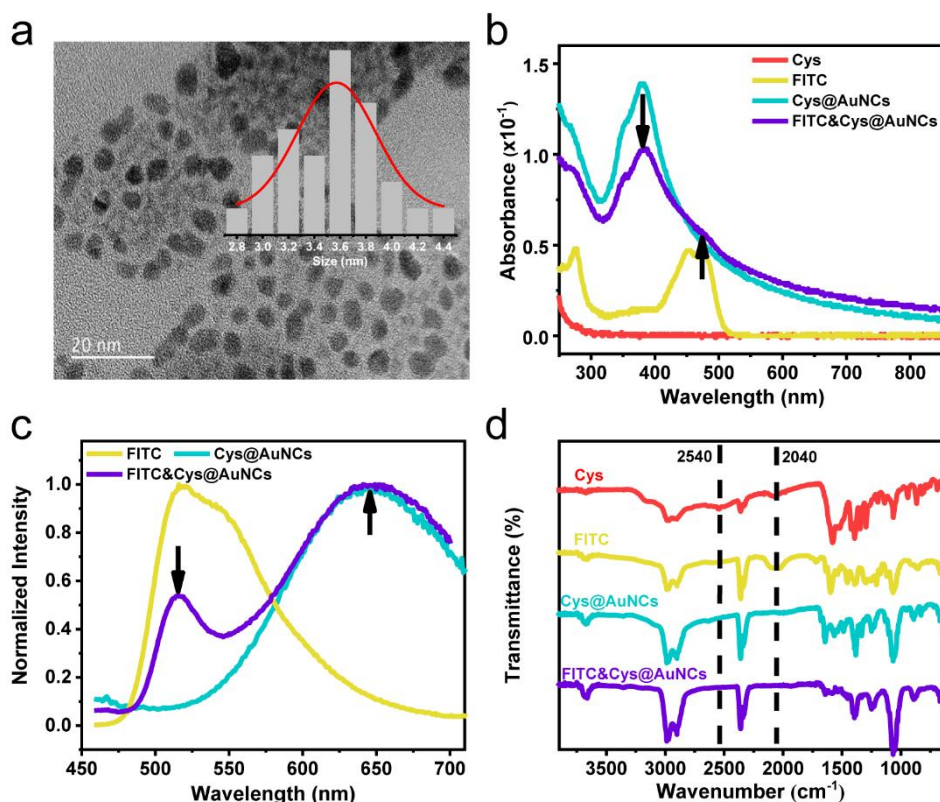 a
2.8 3.0 3.2 3.4 3.6 3.8 4.0 4.2 4.4
Size (nm)
20 nm
b
Cys
FITC
Cys@AuNCs
FITC&Cys@AuNCs
1.5
1.0
0.5
0.0
Absorbance (x10⁻¹)
300 400 500 600 700 800
Wavelength (nm)
c
FITC Cys@AuNCs
FITC&Cys@AuNCs
1.0
0.8
0.6
0.4
0.2
0.0
Normalized Intensity
450 500 550 600 650 700
Wavelength (nm)
d
2540 2040
Cys
FITC
Cys@AuNCs
FITC&Cys@AuNCs
Transmittance (%)
3500 3000 2500 2000 1500 1000
Wavenumber (cm⁻¹)